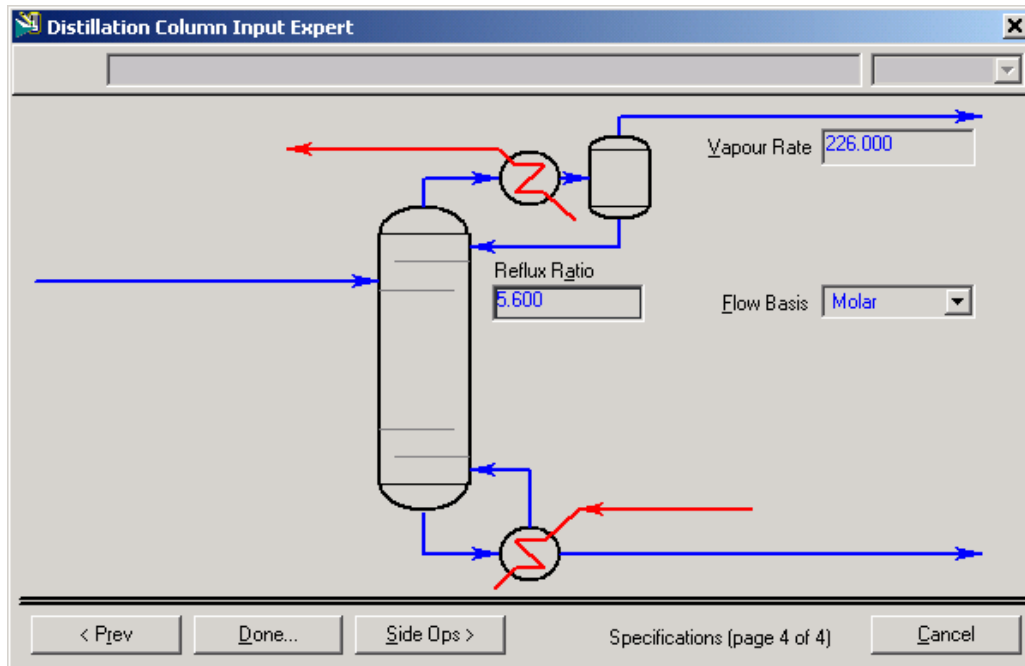 Distillation Column Input Expert
Vapour Rate 226.000
Reflux Ratio
5.600
Flow Basis Molar
< Prev Done... Side Ops > Specifications (page 4 of 4) Cancel